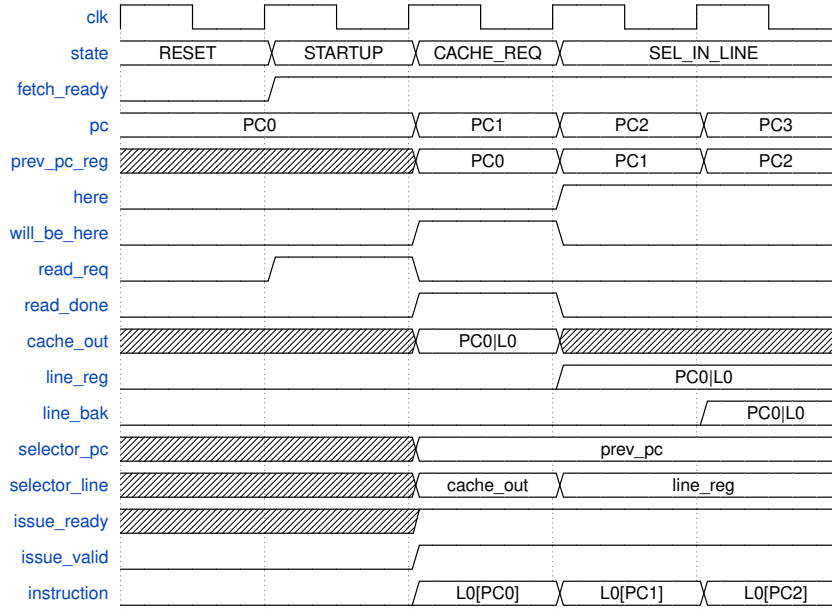 clk
state RESET STARTUP CACHE_REQ SEL_IN_LINE
fetch_ready
pc PC0 PC1 PC2 PC3
prev_pc_reg PC0 PC1 PC2
here
will_be_here
read_req
read_done
cache_out PC0|L0
line_reg PC0|L0
line_bak PC0|L0
selector_pc prev_pc
selector_line cache_out line_reg
issue_ready
issue_valid
instruction L0[PC0] L0[PC1] L0[PC2]